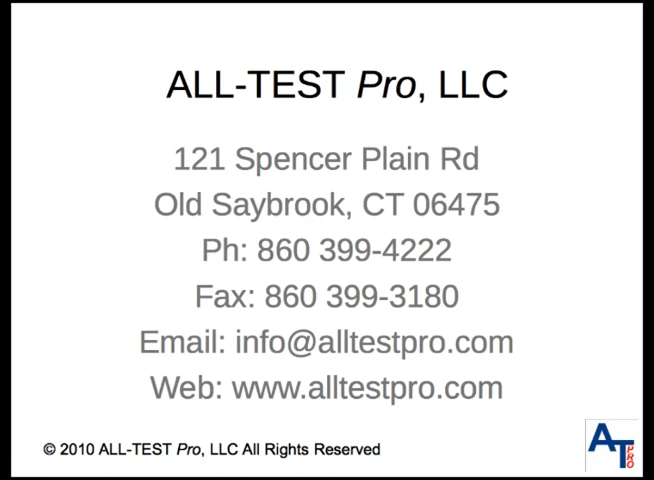 ALL-TEST Pro, LLC
121 Spencer Plain Rd
Old Saybrook, CT 06475
Ph: 860 399-4222
Fax: 860 399-3180
Email: info@alltestpro.com
Web: www.alltestpro.com
© 2010 ALL-TEST Pro, LLC All Rights Reserved
AT PRO